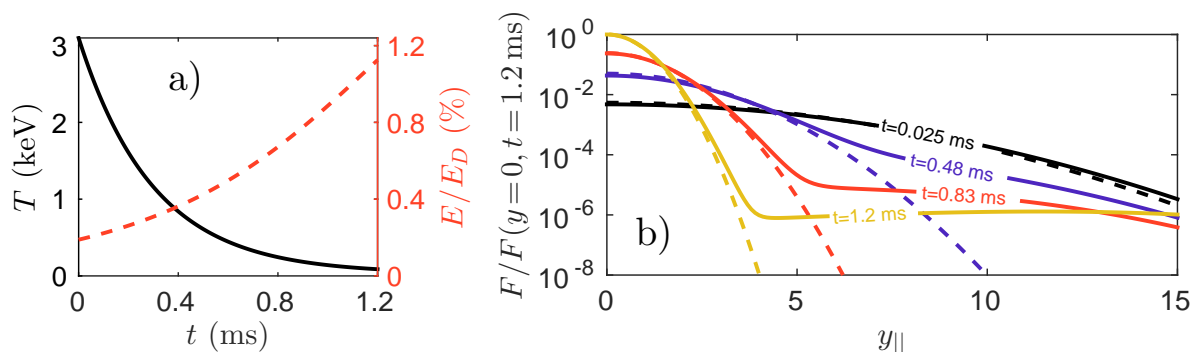 a)
3
2
1
0
T (keV)
0
0.4
0.8
1.2
t (ms)
1.2
0.8
0.4
0
E/E_D (%)
b)
10^0
10^-2
10^-4
10^-6
10^-8
F/F(y=0, t=1.2 ms)
t=0.025 ms
t=0.48 ms
t=0.83 ms
t=1.2 ms
0
5
10
15
y_||